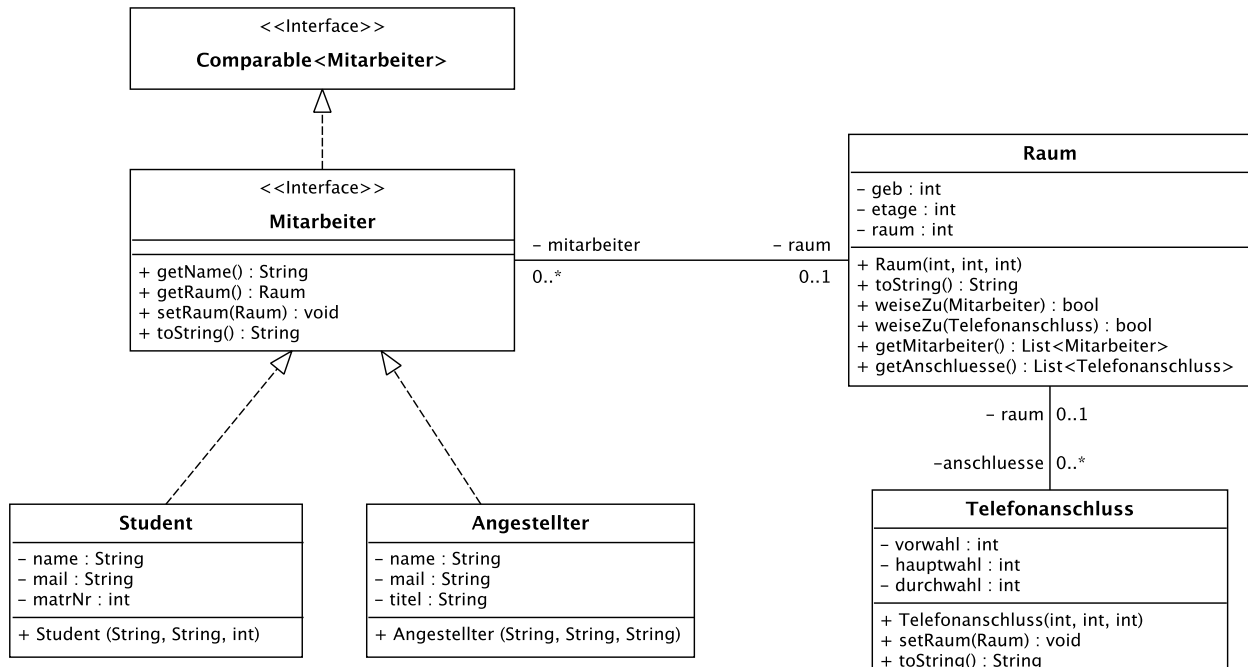 <<Interface>>
Comparable<Mitarbeiter>
<<Interface>>
Mitarbeiter
+ getName() : String
+ getRaum() : Raum
+ setRaum(Raum) : void
+ toString() : String
– mitarbeiter
0..*
– raum
0..1
Raum
– geb : int
– etage : int
– raum : int
+ Raum(int, int, int)
+ toString() : String
+ weiseZu(Mitarbeiter) : bool
+ weiseZu(Telefonanschluss) : bool
+ getMitarbeiter() : List<Mitarbeiter>
+ getAnschluesse() : List<Telefonanschluss>
– raum 0..1
–anschluesse 0..*
Student
– name : String
– mail : String
– matrNr : int
+ Student (String, String, int)
Angestellter
– name : String
– mail : String
– titel : String
+ Angestellter (String, String, String)
Telefonanschluss
– vorwahl : int
– hauptwahl : int
– durchwahl : int
+ Telefonanschluss(int, int, int)
+ setRaum(Raum) : void
+ toString() : String